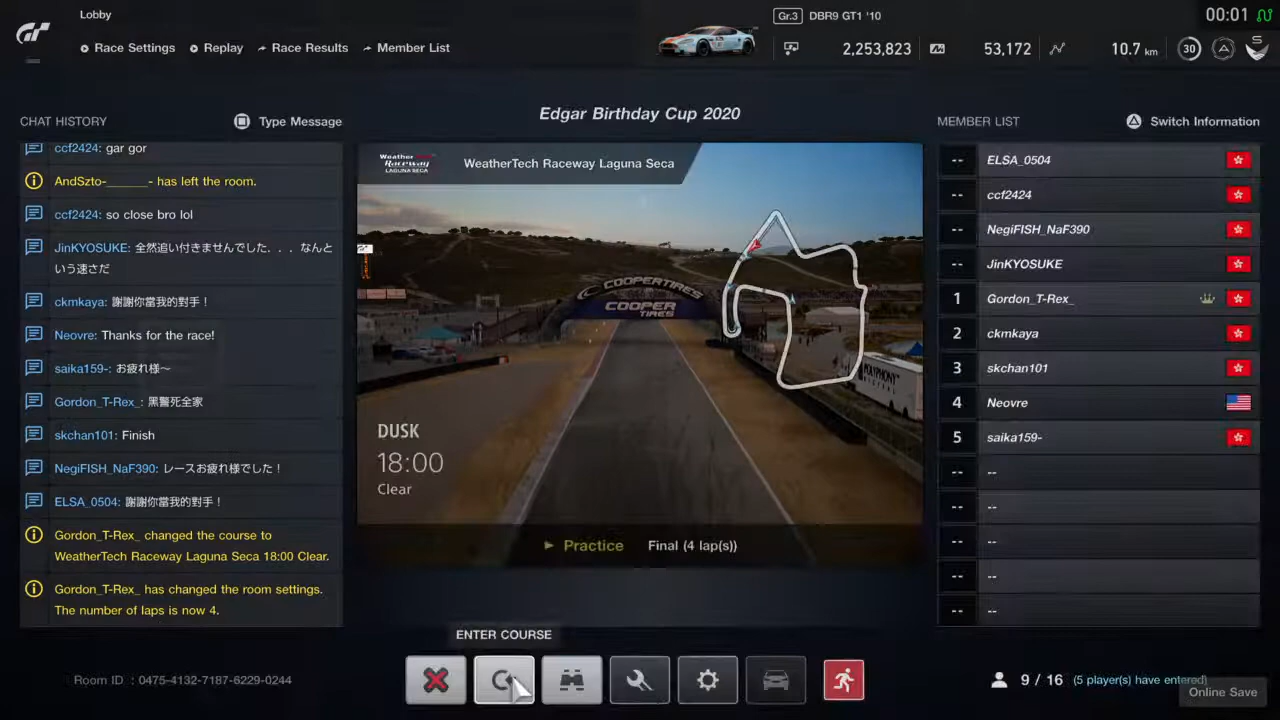 Lobby
Race Settings
Replay
Race Results
Member List
Gr.3
DBR9 GT1 '10
2,253,823
53,172
10.7 km
30
S
00:01
CHAT HISTORY
Type Message
ccf2424: gar gor
AndSzto-______- has left the room.
ccf2424: so close bro lol
JinKYOSUKE: 全然追い付きませんでした．．．なんと
いう速さだ
ckmkaya: 謝謝你當我的對手！
Neovre: Thanks for the race!
saika159-: お疲れ様〜
Gordon_T-Rex_: 黑警死全家
skchan101: Finish
NegiFISH_NaF390: レースお疲れ様でした！
ELSA_0504: 謝謝你當我的對手！
Gordon_T-Rex_ changed the course to
WeatherTech Raceway Laguna Seca 18:00 Clear.
Gordon_T-Rex_ has changed the room settings.
The number of laps is now 4.
Edgar Birthday Cup 2020
WeatherTech
Raceway
LAGUNA SECA
WeatherTech Raceway Laguna Seca
COOPERTIRES
COOPER
TIRES
POLYPHONY
DUSK
18:00
Clear
Practice
Final (4 lap(s))
MEMBER LIST
Switch Information
-- ELSA_0504
-- ccf2424
-- NegiFISH_NaF390
-- JinKYOSUKE
1 Gordon_T-Rex_
2 ckmkaya
3 skchan101
4 Neovre
5 saika159-
-- --
-- --
-- --
-- --
-- --
ENTER COURSE
Room ID : 0475-4132-7187-6229-0244
9 / 16
(5 player(s) have entered)
Online Save